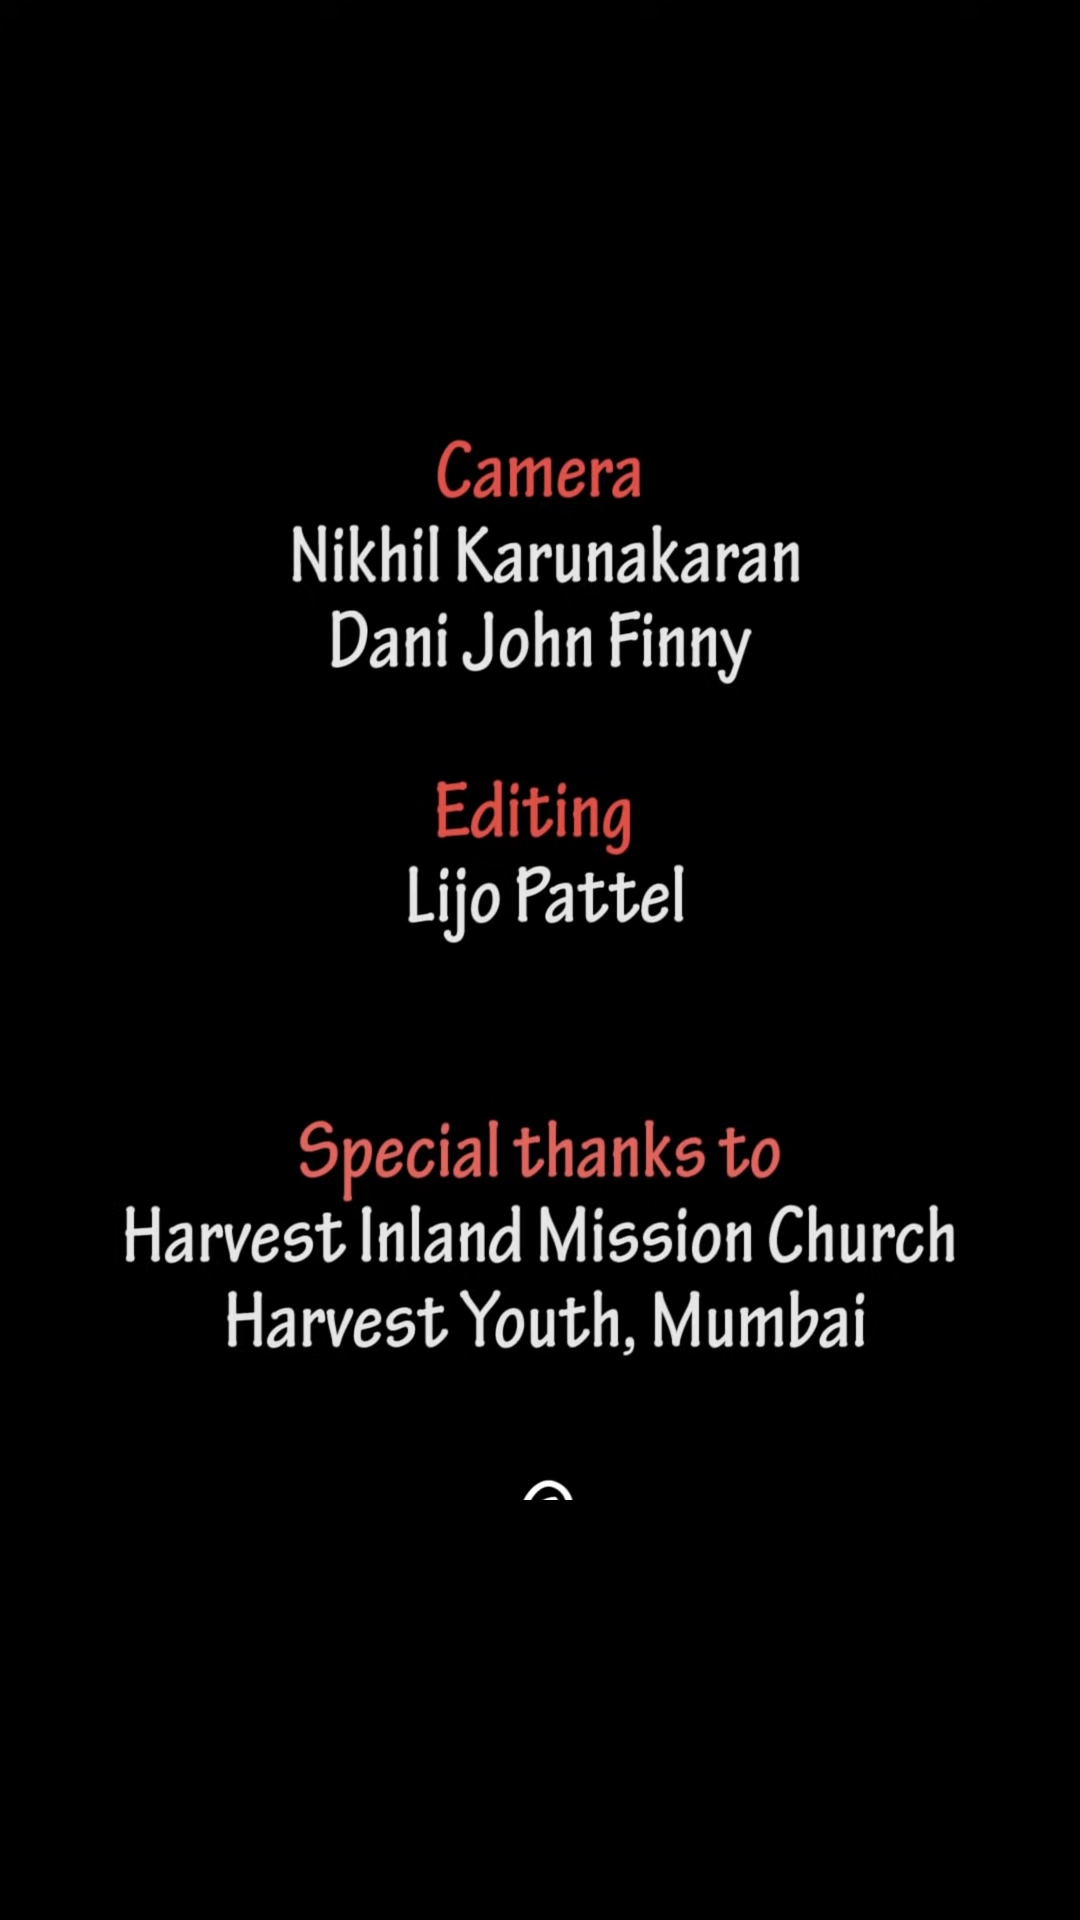 Camera
Nikhil Karunakaran
Dani John Finny
Editing
Lijo Pattel
Special thanks to
Harvest Inland Mission Church
Harvest Youth, Mumbai